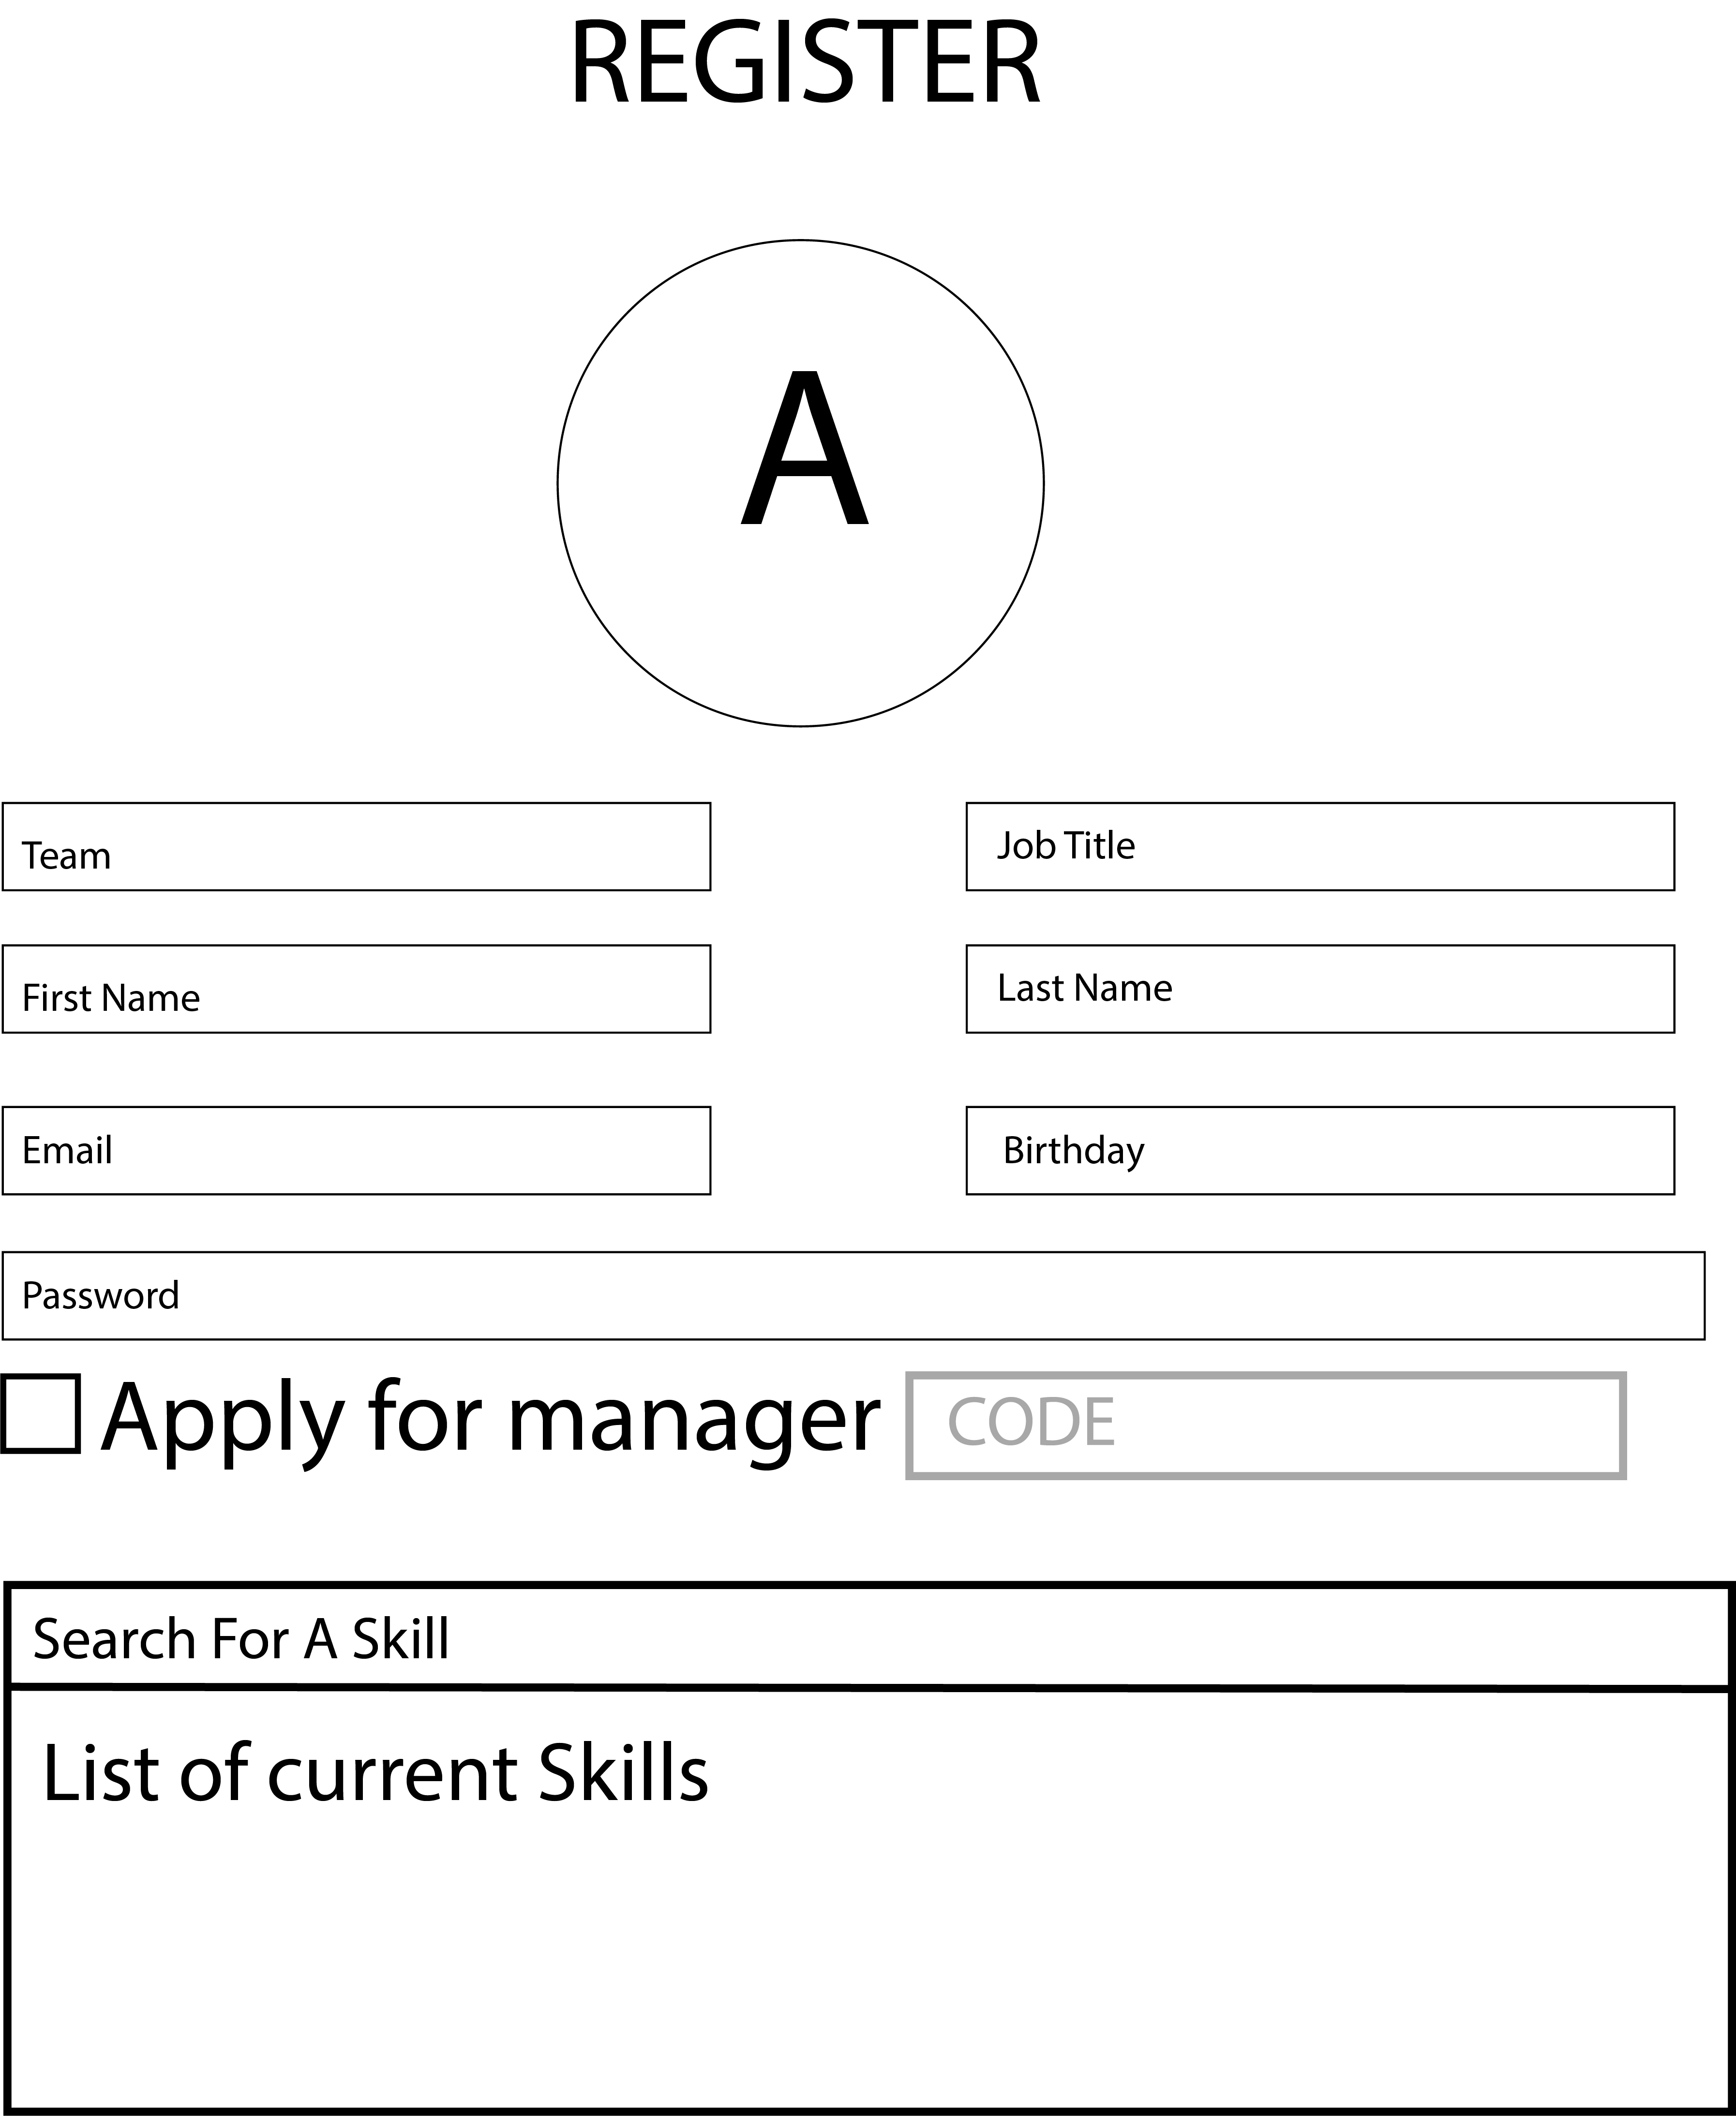 REGISTER
A
Team
Job Title
First Name
Last Name
Email
Birthday
Password
Apply for manager
CODE
Search For A Skill
List of current Skills